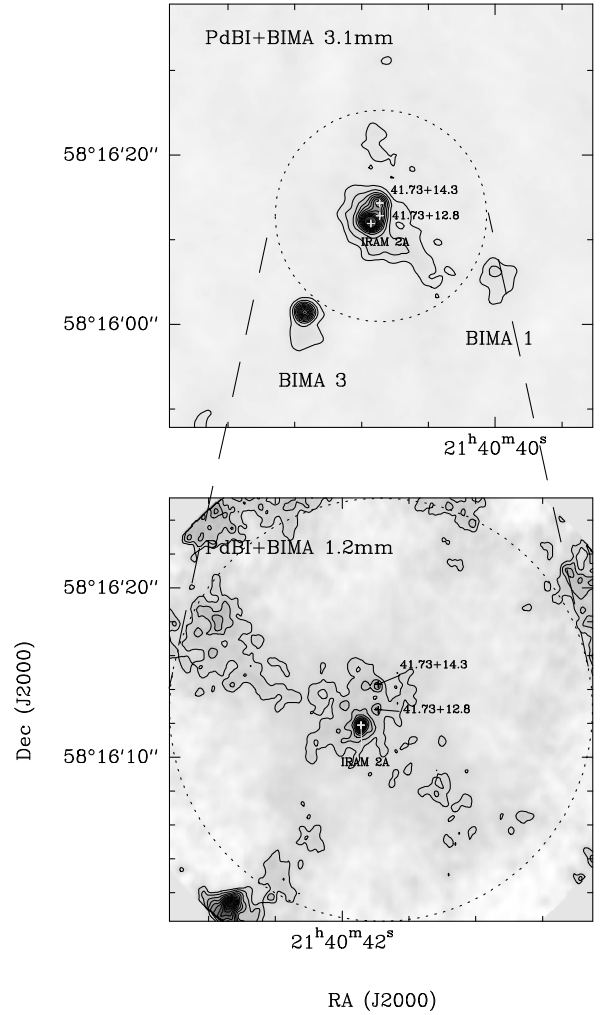 PdBI+BIMA 3.1mm
58°16′20″
41.73+14.3
41.73+12.8
IRAM 2A
58°16′00″
BIMA 1
BIMA 3
21ʰ40ᵐ40ˢ
PdBI+BIMA 1.2mm
58°16′20″
41.73+14.3
41.73+12.8
Dec (J2000)
58°16′10″
IRAM 2A
21ʰ40ᵐ42ˢ
RA (J2000)